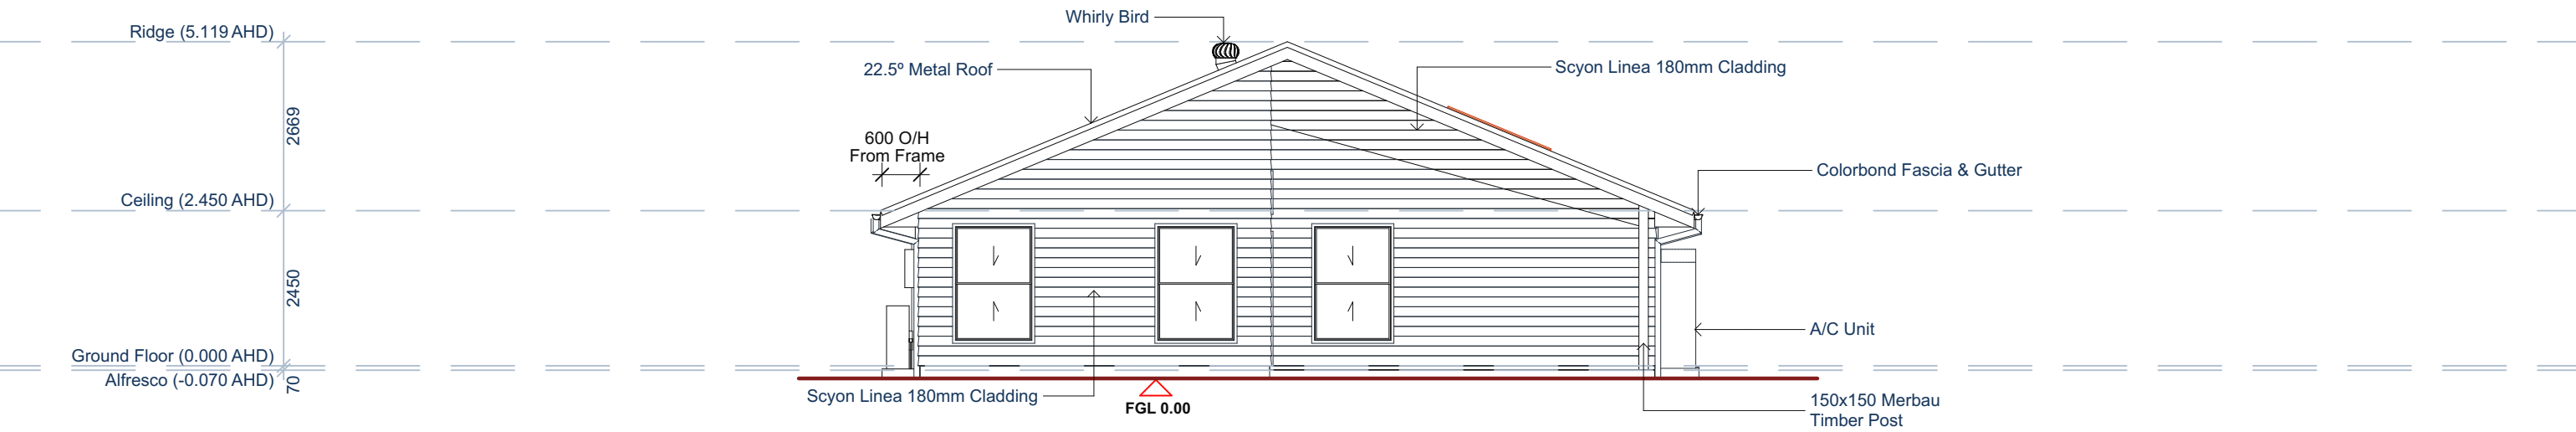 Whirly Bird
Ridge (5.119 AHD)
22.5º Metal Roof
Scyon Linea 180mm Cladding
2669
600 O/H
From Frame
Colorbond Fascia & Gutter
Ceiling (2.450 AHD)
2450
A/C Unit
Ground Floor (0.000 AHD)
Alfresco (-0.070 AHD)
70
Scyon Linea 180mm Cladding
FGL 0.00
150x150 Merbau
Timber Post